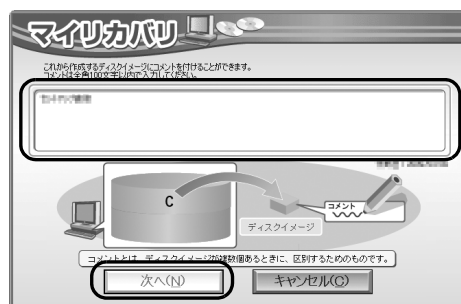 マイリカバリ
これから作成するディスクイメージにコメントを付けることができます。
コメントは全角100文字以内で入力してください。
C
コメント
ディスクイメージ
コメントとは、ディスクイメージが複数個あるときに、区別するためのものです。
次へ(N)
キャンセル(C)